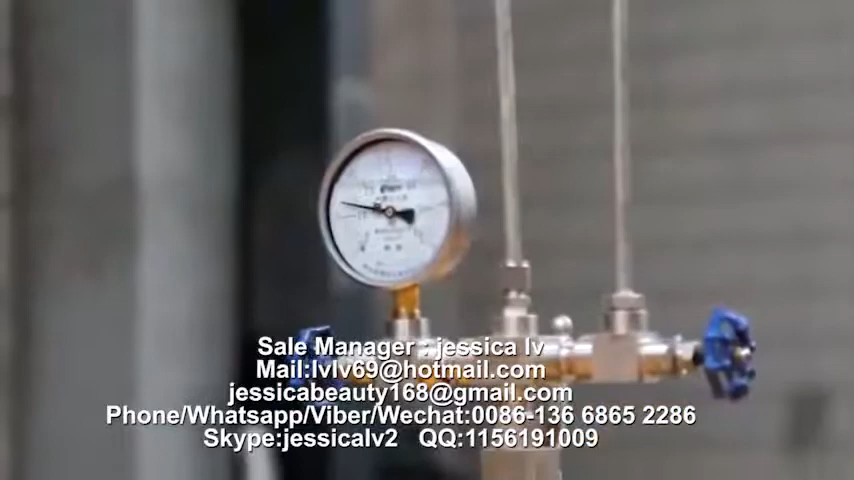 Sale Manager : jessica lv
Mail:lvlv69@hotmail.com
jessicabeauty168@gmail.com
Phone/Whatsapp/Viber/Wechat:0086-136 6865 2286
Skype:jessicalv2 QQ:1156191009